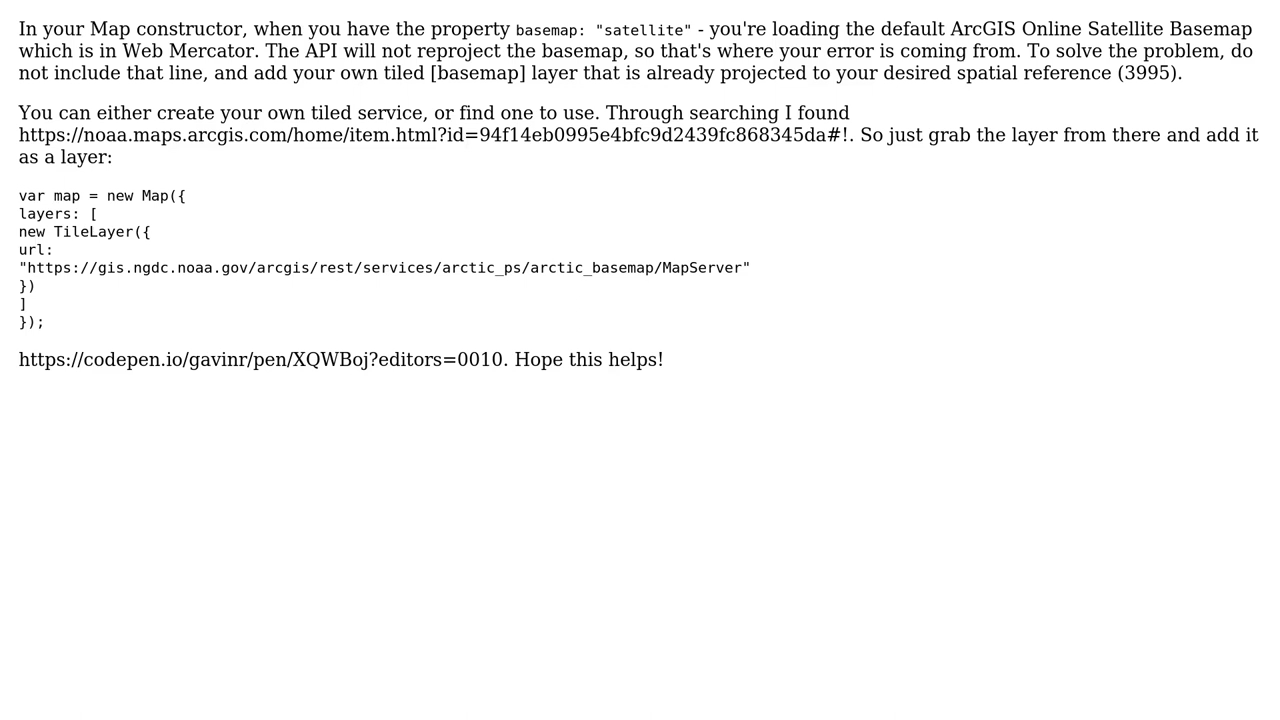 In your Map constructor, when you have the property basemap: "satellite" - you're loading the default ArcGIS Online Satellite Basemap
which is in Web Mercator. The API will not reproject the basemap, so that's where your error is coming from. To solve the problem, do
not include that line, and add your own tiled [basemap] layer that is already projected to your desired spatial reference (3995).
You can either create your own tiled service, or find one to use. Through searching I found
https://noaa.maps.arcgis.com/home/item.html?id=94f14eb0995e4bfc9d2439fc868345da#!. So just grab the layer from there and add it
as a layer:
var map = new Map({
layers: [
new TileLayer({
url:
"https://gis.ngdc.noaa.gov/arcgis/rest/services/arctic_ps/arctic_basemap/MapServer"
})
]
});
https://codepen.io/gavinr/pen/XQWBoj?editors=0010. Hope this helps!